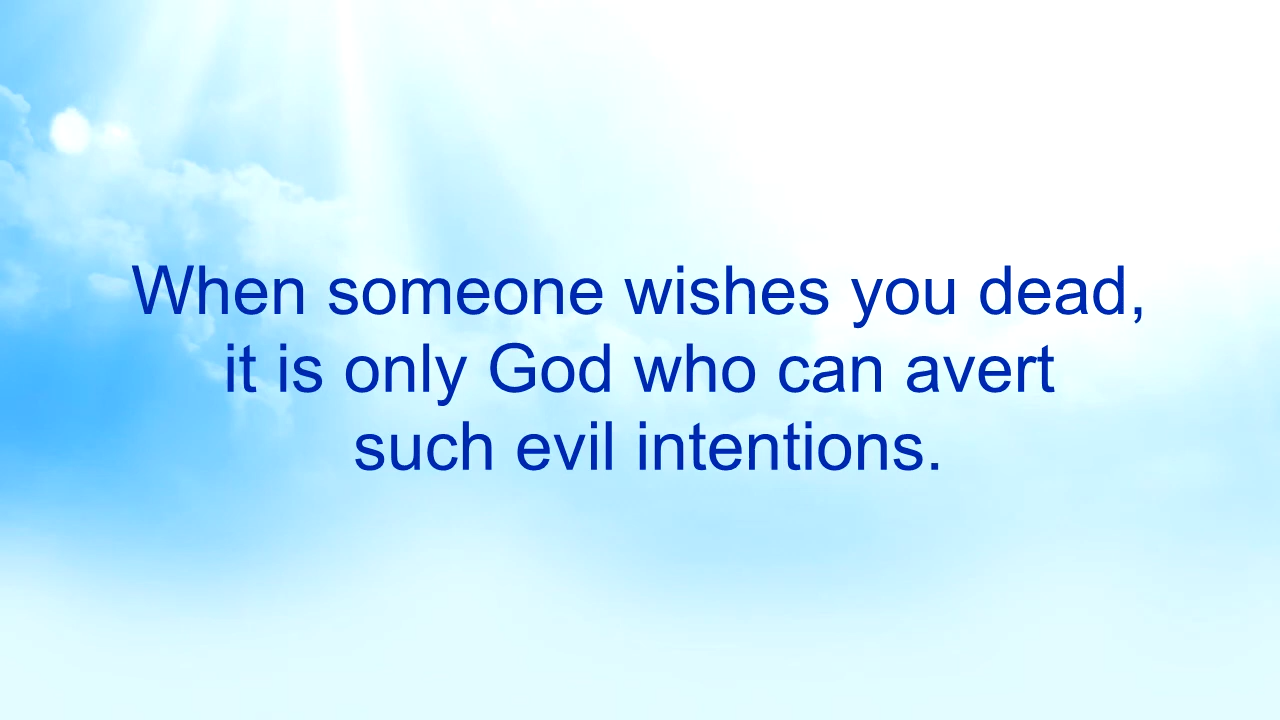 When someone wishes you dead,
it is only God who can avert
such evil intentions.